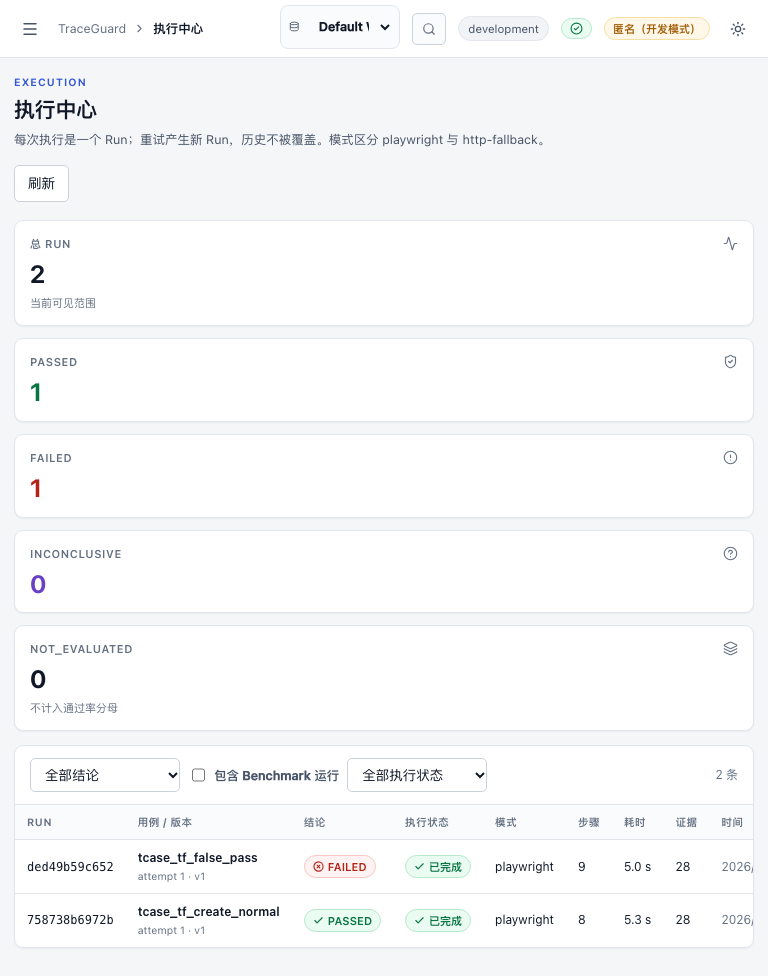 TraceGuard > 执行中心 Default development 匿名（开发模式）
EXECUTION
执行中心
每次执行是一个 Run；重试产生新 Run，历史不被覆盖。模式区分 playwright 与 http-fallback。
刷新
总 RUN
2
当前可见范围
PASSED
1
FAILED
1
INCONCLUSIVE
0
NOT_EVALUATED
0
不计入通过率分母
全部结论 包含 Benchmark 运行 全部执行状态 2 条
RUN 用例 / 版本 结论 执行状态 模式 步骤 耗时 证据 时间
ded49b59c652 tcase_tf_false_pass FAILED 已完成 playwright 9 5.0 s 28 2026/
attempt 1 · v1
758738b6972b tcase_tf_create_normal PASSED 已完成 playwright 8 5.3 s 28 2026/
attempt 1 · v1